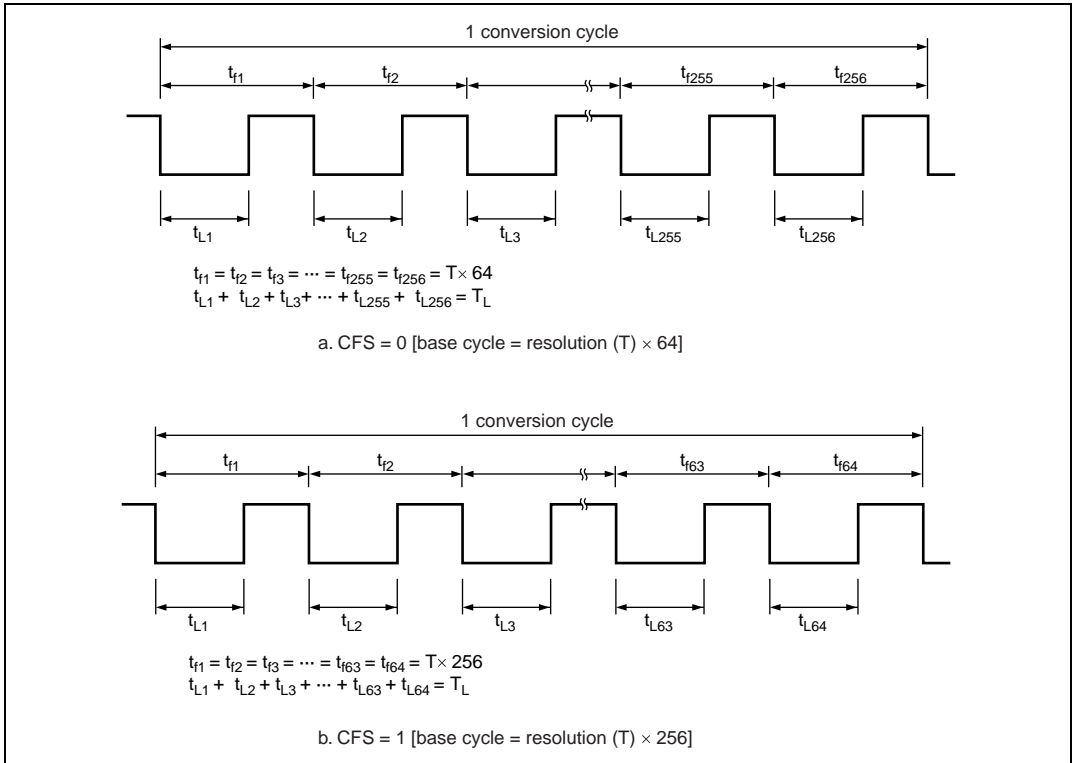 1 conversion cycle
tf1 tf2 tf255 tf256
tL1 tL2 tL3 tL255 tL256
tf1 = tf2 = tf3 = ··· = tf255 = tf256 = T× 64
tL1 + tL2 + tL3+ ··· + tL255 + tL256 = TL
a. CFS = 0 [base cycle = resolution (T) × 64]
1 conversion cycle
tf1 tf2 tf63 tf64
tL1 tL2 tL3 tL63 tL64
tf1 = tf2 = tf3 = ··· = tf63 = tf64 = T× 256
tL1 + tL2 + tL3 + ··· + tL63 + tL64 = TL
b. CFS = 1 [base cycle = resolution (T) × 256]